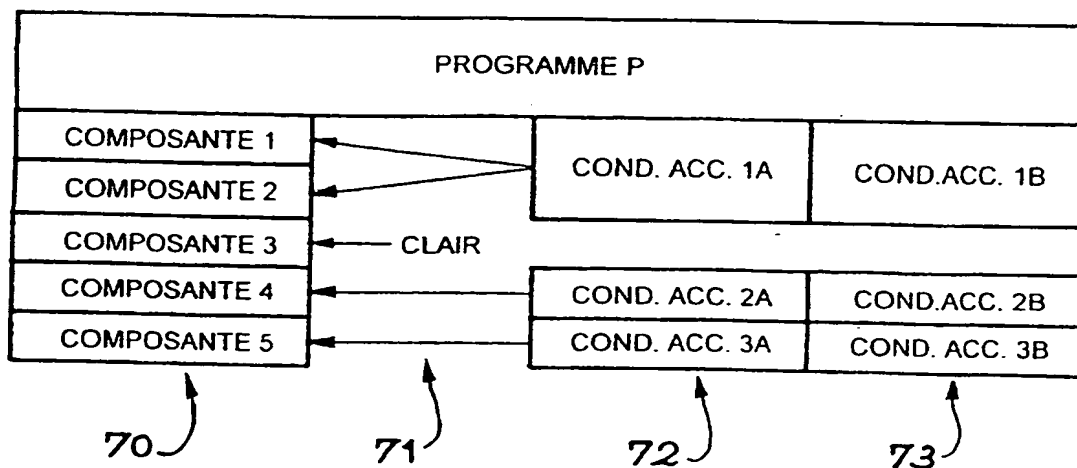 PROGRAMME P
COMPOSANTE 1
COMPOSANTE 2
COMPOSANTE 3
COMPOSANTE 4
COMPOSANTE 5
CLAIR
COND. ACC. 1A
COND.ACC. 1B
COND. ACC. 2A
COND.ACC. 2B
COND. ACC. 3A
COND. ACC. 3B
70
71
72
73